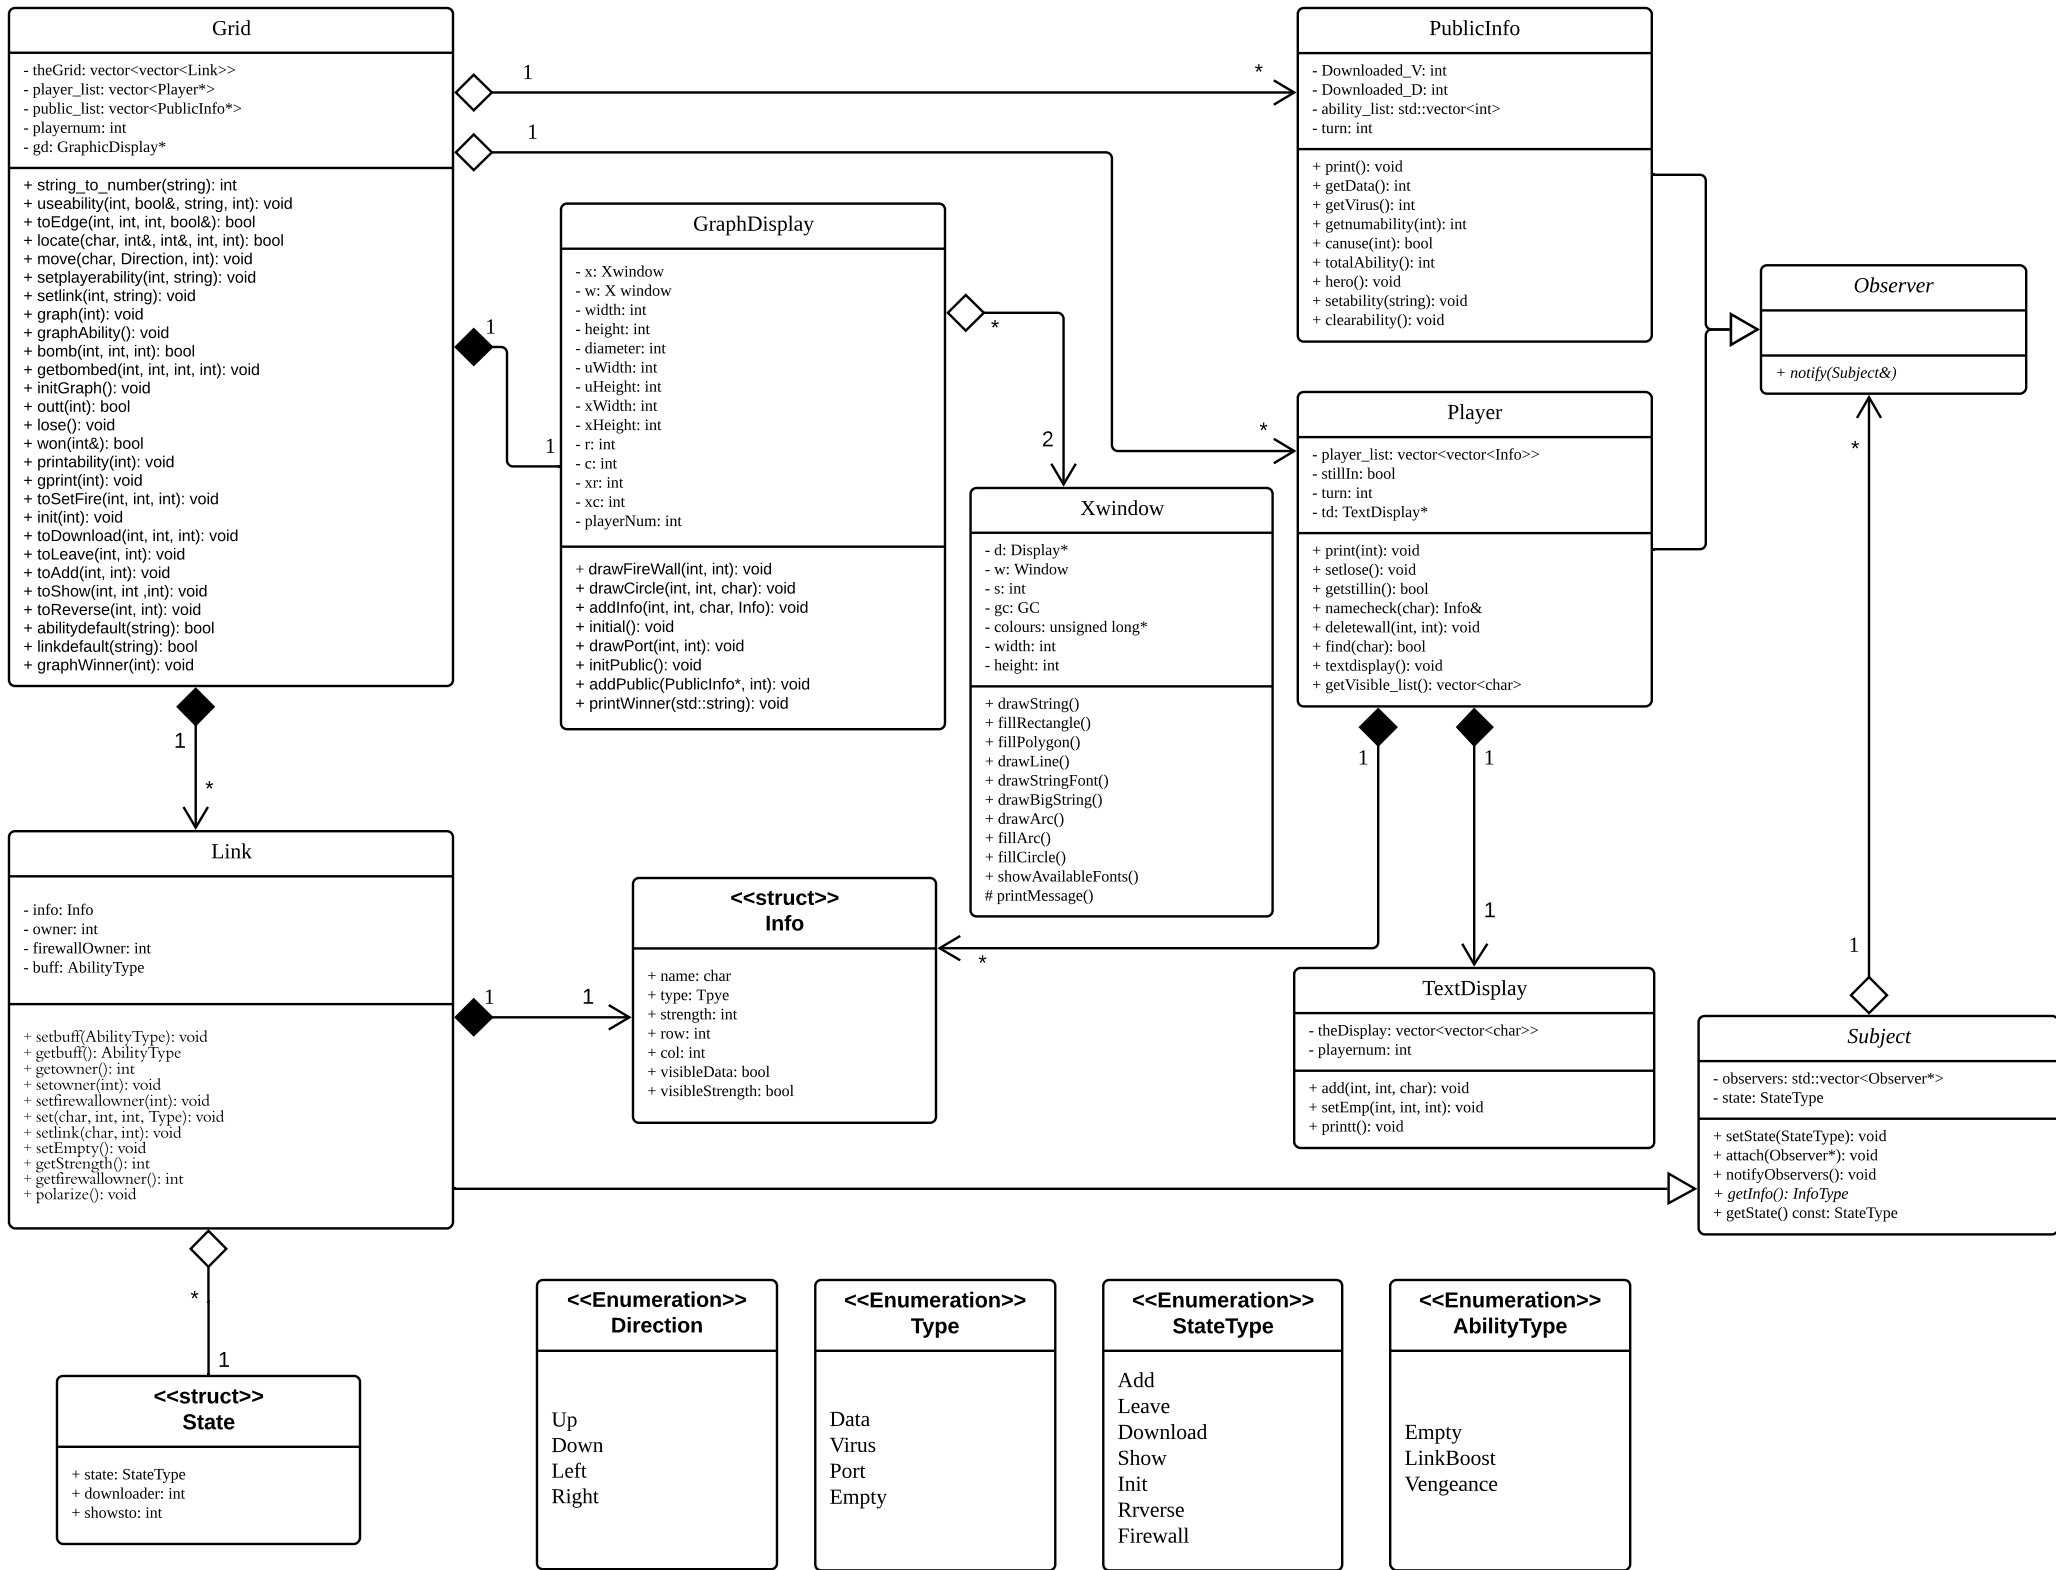 Grid
- theGrid: vector<vector<Link>>
- player_list: vector<Player*>
- public_list: vector<PublicInfo*>
- playernum: int
- gd: GraphicDisplay*
+ string_to_number(string): int
+ useability(int, bool&, string, int): void
+ toEdge(int, int, int, bool&): bool
+ locate(char, int&, int&, int, int): bool
+ move(char, Direction, int): void
+ setplayerability(int, string): void
+ setlink(int, string): void
+ graph(int): void
+ graphAbility(): void
+ bomb(int, int, int): bool
+ getbombed(int, int, int, int): void
+ initGraph(): void
+ outt(int): bool
+ lose(): void
+ won(int&): bool
+ printability(int): void
+ gprint(int): void
+ toSetFire(int, int, int): void
+ init(int): void
+ toDownload(int, int, int): void
+ toLeave(int, int): void
+ toAdd(int, int): void
+ toShow(int, int ,int): void
+ toReverse(int, int): void
+ abilitydefault(string): bool
+ linkdefault(string): bool
+ graphWinner(int): void
1
*
1
*
1
1
1
*
GraphDisplay
- x: Xwindow
- w: X window
- width: int
- height: int
- diameter: int
- uWidth: int
- uHeight: int
- xWidth: int
- xHeight: int
- r: int
- c: int
- xr: int
- xc: int
- playerNum: int
+ drawFireWall(int, int): void
+ drawCircle(int, int, char): void
+ addInfo(int, int, char, Info): void
+ initial(): void
+ drawPort(int, int): void
+ initPublic(): void
+ addPublic(PublicInfo*, int): void
+ printWinner(std::string): void
*
2
Xwindow
- d: Display*
- w: Window
- s: int
- gc: GC
- colours: unsigned long*
- width: int
- height: int
+ drawString()
+ fillRectangle()
+ fillPolygon()
+ drawLine()
+ drawStringFont()
+ drawBigString()
+ drawArc()
+ fillArc()
+ fillCircle()
+ showAvailableFonts()
# printMessage()
PublicInfo
- Downloaded_V: int
- Downloaded_D: int
- ability_list: std::vector<int>
- turn: int
+ print(): void
+ getData(): int
+ getVirus(): int
+ getnumability(int): int
+ canuse(int): bool
+ totalAbility(): int
+ hero(): void
+ setability(string): void
+ clearability(): void
Player
- player_list: vector<vector<Info>>
- stillIn: bool
- turn: int
- td: TextDisplay*
+ print(int): void
+ setlose(): void
+ getstillin(): bool
+ namecheck(char): Info&
+ deletewall(int, int): void
+ find(char): bool
+ textdisplay(): void
+ getVisible_list(): vector<char>
1
*
1
1
Observer
+ notify(Subject&)
*
1
Link
- info: Info
- owner: int
- firewallOwner: int
- buff: AbilityType
+ setbuff(AbilityType): void
+ getbuff(): AbilityType
+ getowner(): int
+ setowner(int): void
+ setfirewallowner(int): void
+ set(char, int, int, Type): void
+ setlink(char, int): void
+ setEmpty(): void
+ getStrength(): int
+ getfirewallowner(): int
+ polarize(): void
1
1
*
1
<<struct>>
Info
+ name: char
+ type: Tpye
+ strength: int
+ row: int
+ col: int
+ visibleData: bool
+ visibleStrength: bool
TextDisplay
- theDisplay: vector<vector<char>>
- playernum: int
+ add(int, int, char): void
+ setEmp(int, int, int): void
+ printt(): void
Subject
- observers: std::vector<Observer*>
- state: StateType
+ setState(StateType): void
+ attach(Observer*): void
+ notifyObservers(): void
+ getInfo(): InfoType
+ getState() const: StateType
<<struct>>
State
+ state: StateType
+ downloader: int
+ showsto: int
<<Enumeration>>
Direction
Up
Down
Left
Right
<<Enumeration>>
Type
Data
Virus
Port
Empty
<<Enumeration>>
StateType
Add
Leave
Download
Show
Init
Rrverse
Firewall
<<Enumeration>>
AbilityType
Empty
LinkBoost
Vengeance